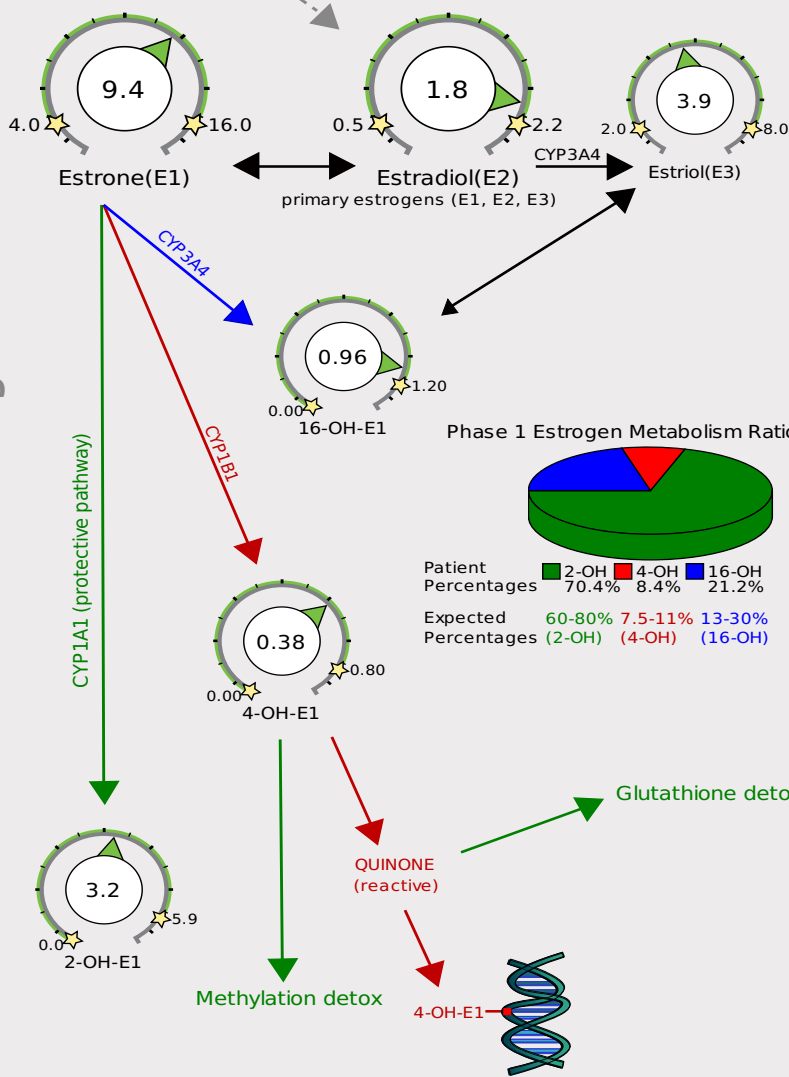 9.4
4.0
16.0
Estrone(E1)
1.8
0.5
2.2
Estradiol(E2)
primary estrogens (E1, E2, E3)
CYP3A4
3.9
2.0
8.0
Estriol(E3)
CYP3A4
0.96
0.00
1.20
16-OH-E1
CYP1B1
CYP1A1 (protective pathway)
Phase 1 Estrogen Metabolism Ratio
Patient
Percentages
2-OH 4-OH 16-OH
70.4% 8.4% 21.2%
Expected
Percentages
60-80% 7.5-11% 13-30%
(2-OH) (4-OH) (16-OH)
0.38
0.00
0.80
4-OH-E1
Glutathione deto
QUINONE
(reactive)
3.2
0.0
5.9
2-OH-E1
Methylation detox
4-OH-E1